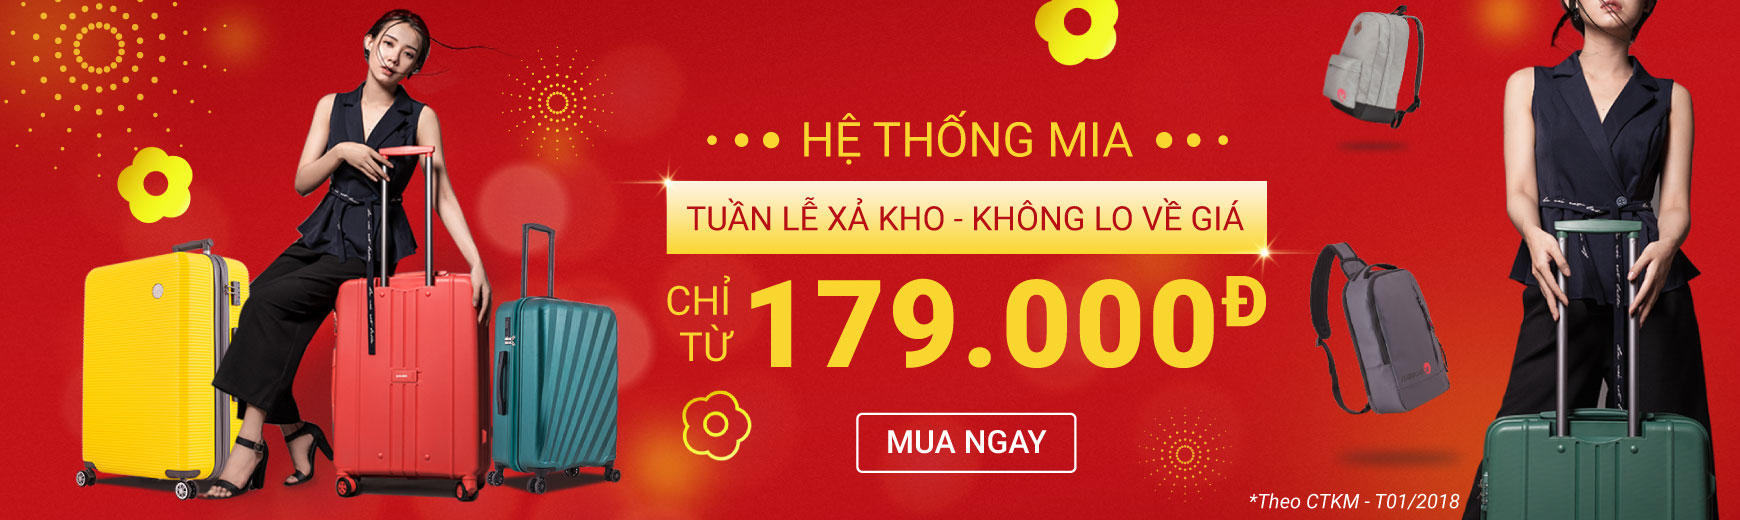 HỆ THỐNG MIA
TUẦN LỄ XẢ KHO - KHÔNG LO VỀ GIÁ
CHỈ TỪ 179.000Đ
MUA NGAY
*Theo CTKM - T01/2018